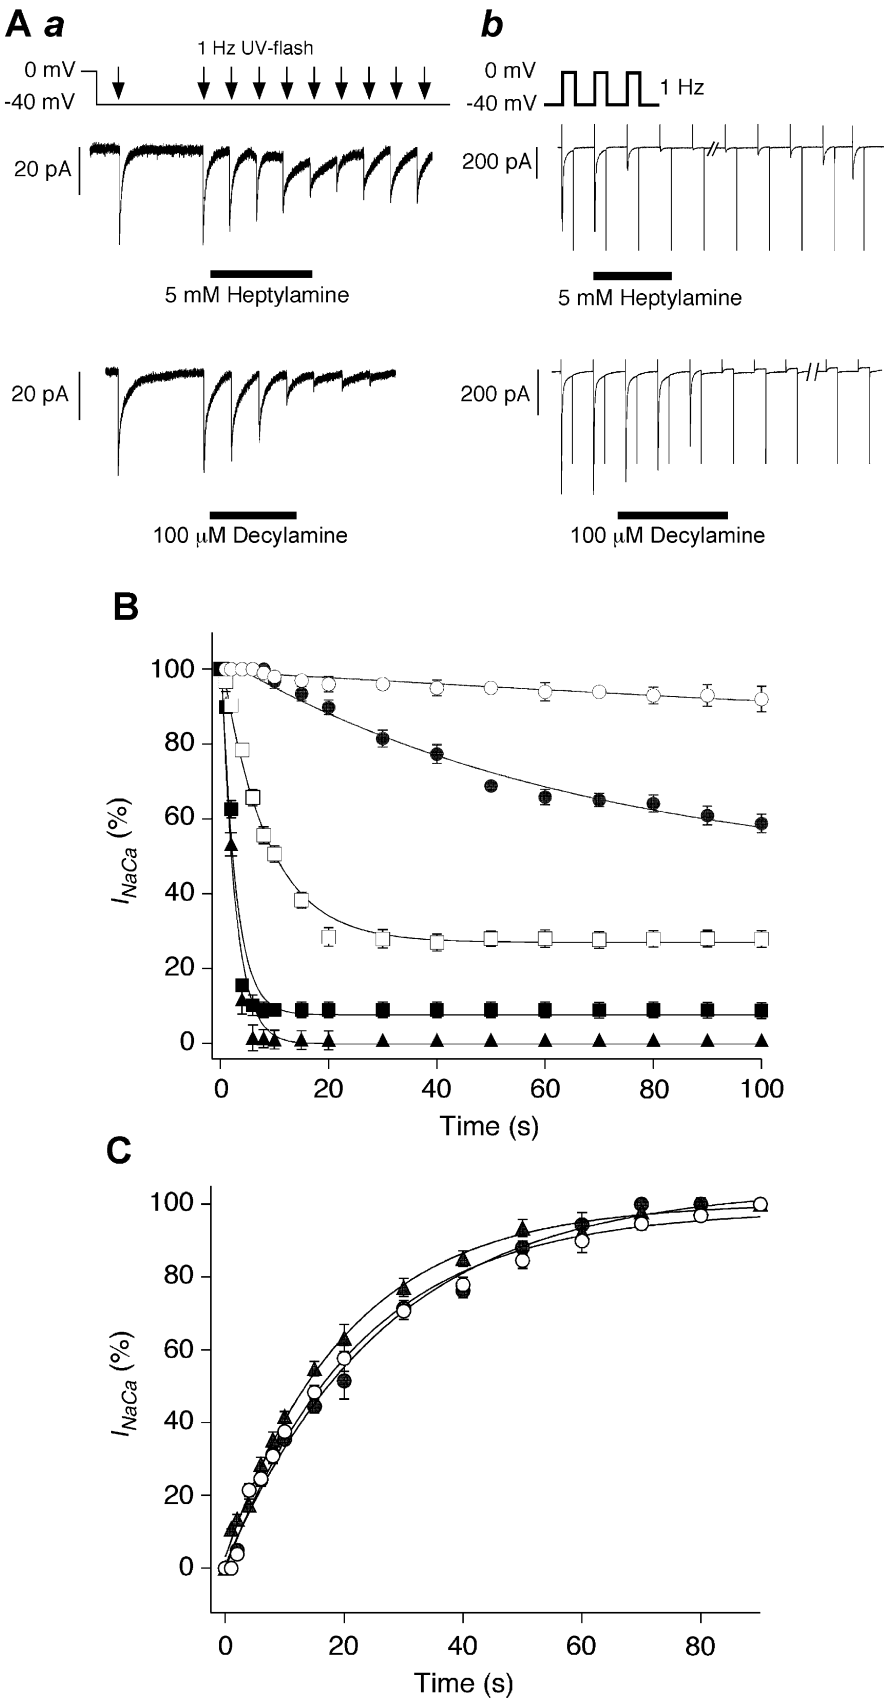 A a
b
1 Hz UV-flash
0 mV
-40 mV
0 mV
-40 mV
1 Hz
20 pA
200 pA
5 mM Heptylamine
5 mM Heptylamine
20 pA
200 pA
100 μM Decylamine
100 μM Decylamine
B
100
80
60
40
20
0
I NaCa (%)
0 20 40 60 80 100
Time (s)
C
100
80
60
40
20
0
I NaCa (%)
0 20 40 60 80
Time (s)